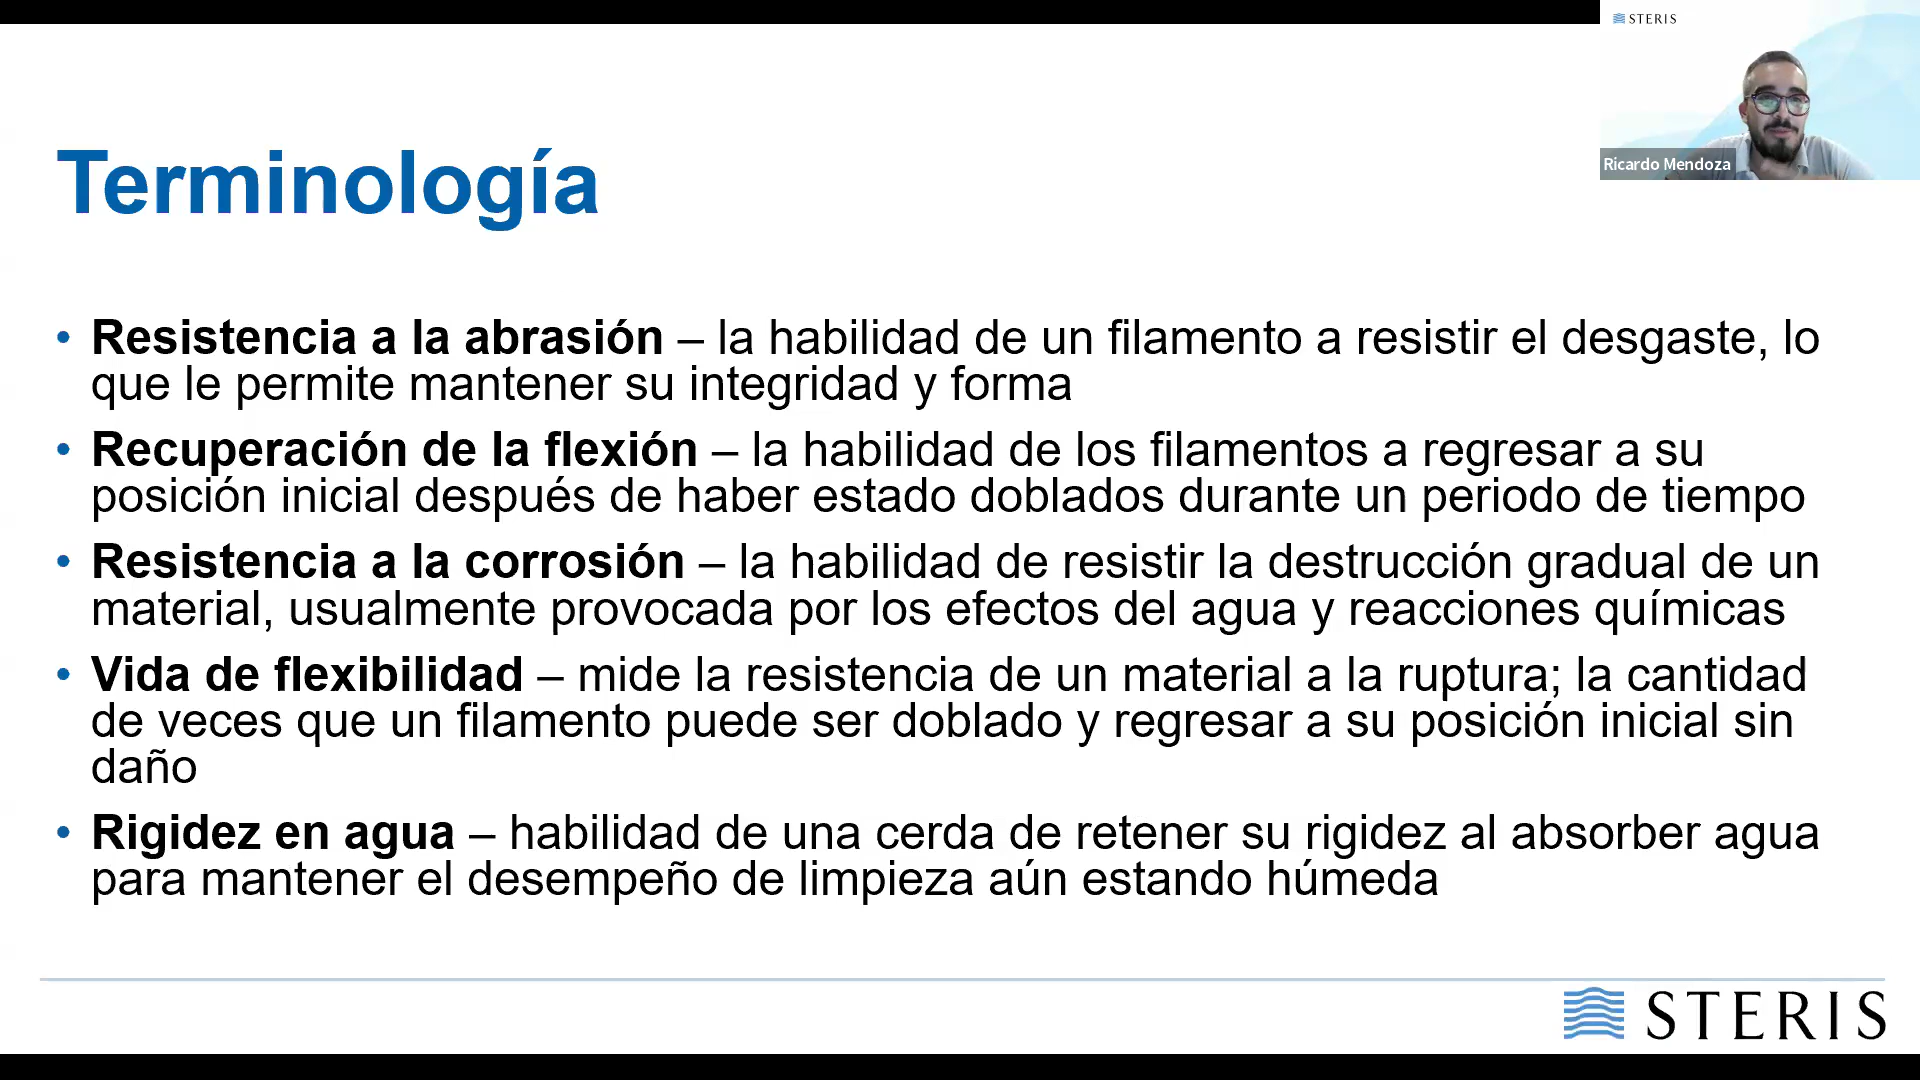 STERIS
Ricardo Mendoza
Terminología
• Resistencia a la abrasión – la habilidad de un filamento a resistir el desgaste, lo
que le permite mantener su integridad y forma
• Recuperación de la flexión – la habilidad de los filamentos a regresar a su
posición inicial después de haber estado doblados durante un periodo de tiempo
• Resistencia a la corrosión – la habilidad de resistir la destrucción gradual de un
material, usualmente provocada por los efectos del agua y reacciones químicas
• Vida de flexibilidad – mide la resistencia de un material a la ruptura; la cantidad
de veces que un filamento puede ser doblado y regresar a su posición inicial sin
daño
• Rigidez en agua – habilidad de una cerda de retener su rigidez al absorber agua
para mantener el desempeño de limpieza aún estando húmeda
STERIS